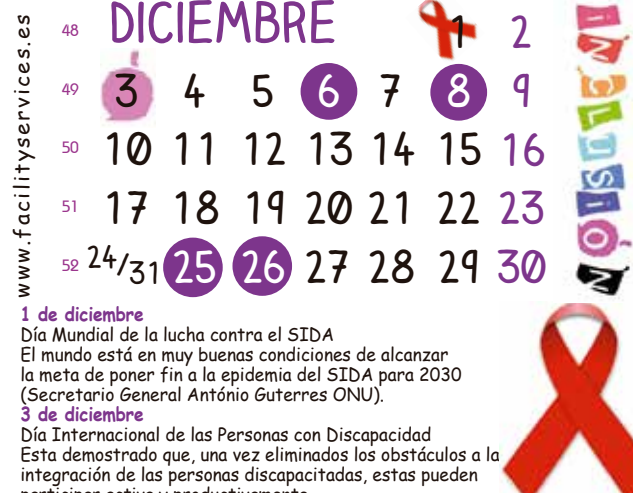 www.facilityservices.es
DICIEMBRE
48 1 2
49 3 4 5 6 7 8 9
50 10 11 12 13 14 15 16
51 17 18 19 20 21 22 23
52 24/31 25 26 27 28 29 30
INCLUSIÓN
1 de diciembre
Día Mundial de la lucha contra el SIDA
El mundo está en muy buenas condiciones de alcanzar
la meta de poner fin a la epidemia del SIDA para 2030
(Secretario General António Guterres ONU).
3 de diciembre
Día Internacional de las Personas con Discapacidad
Esta demostrado que, una vez eliminados los obstáculos a la
integración de las personas discapacitadas, estas pueden
participar activa y productivamente